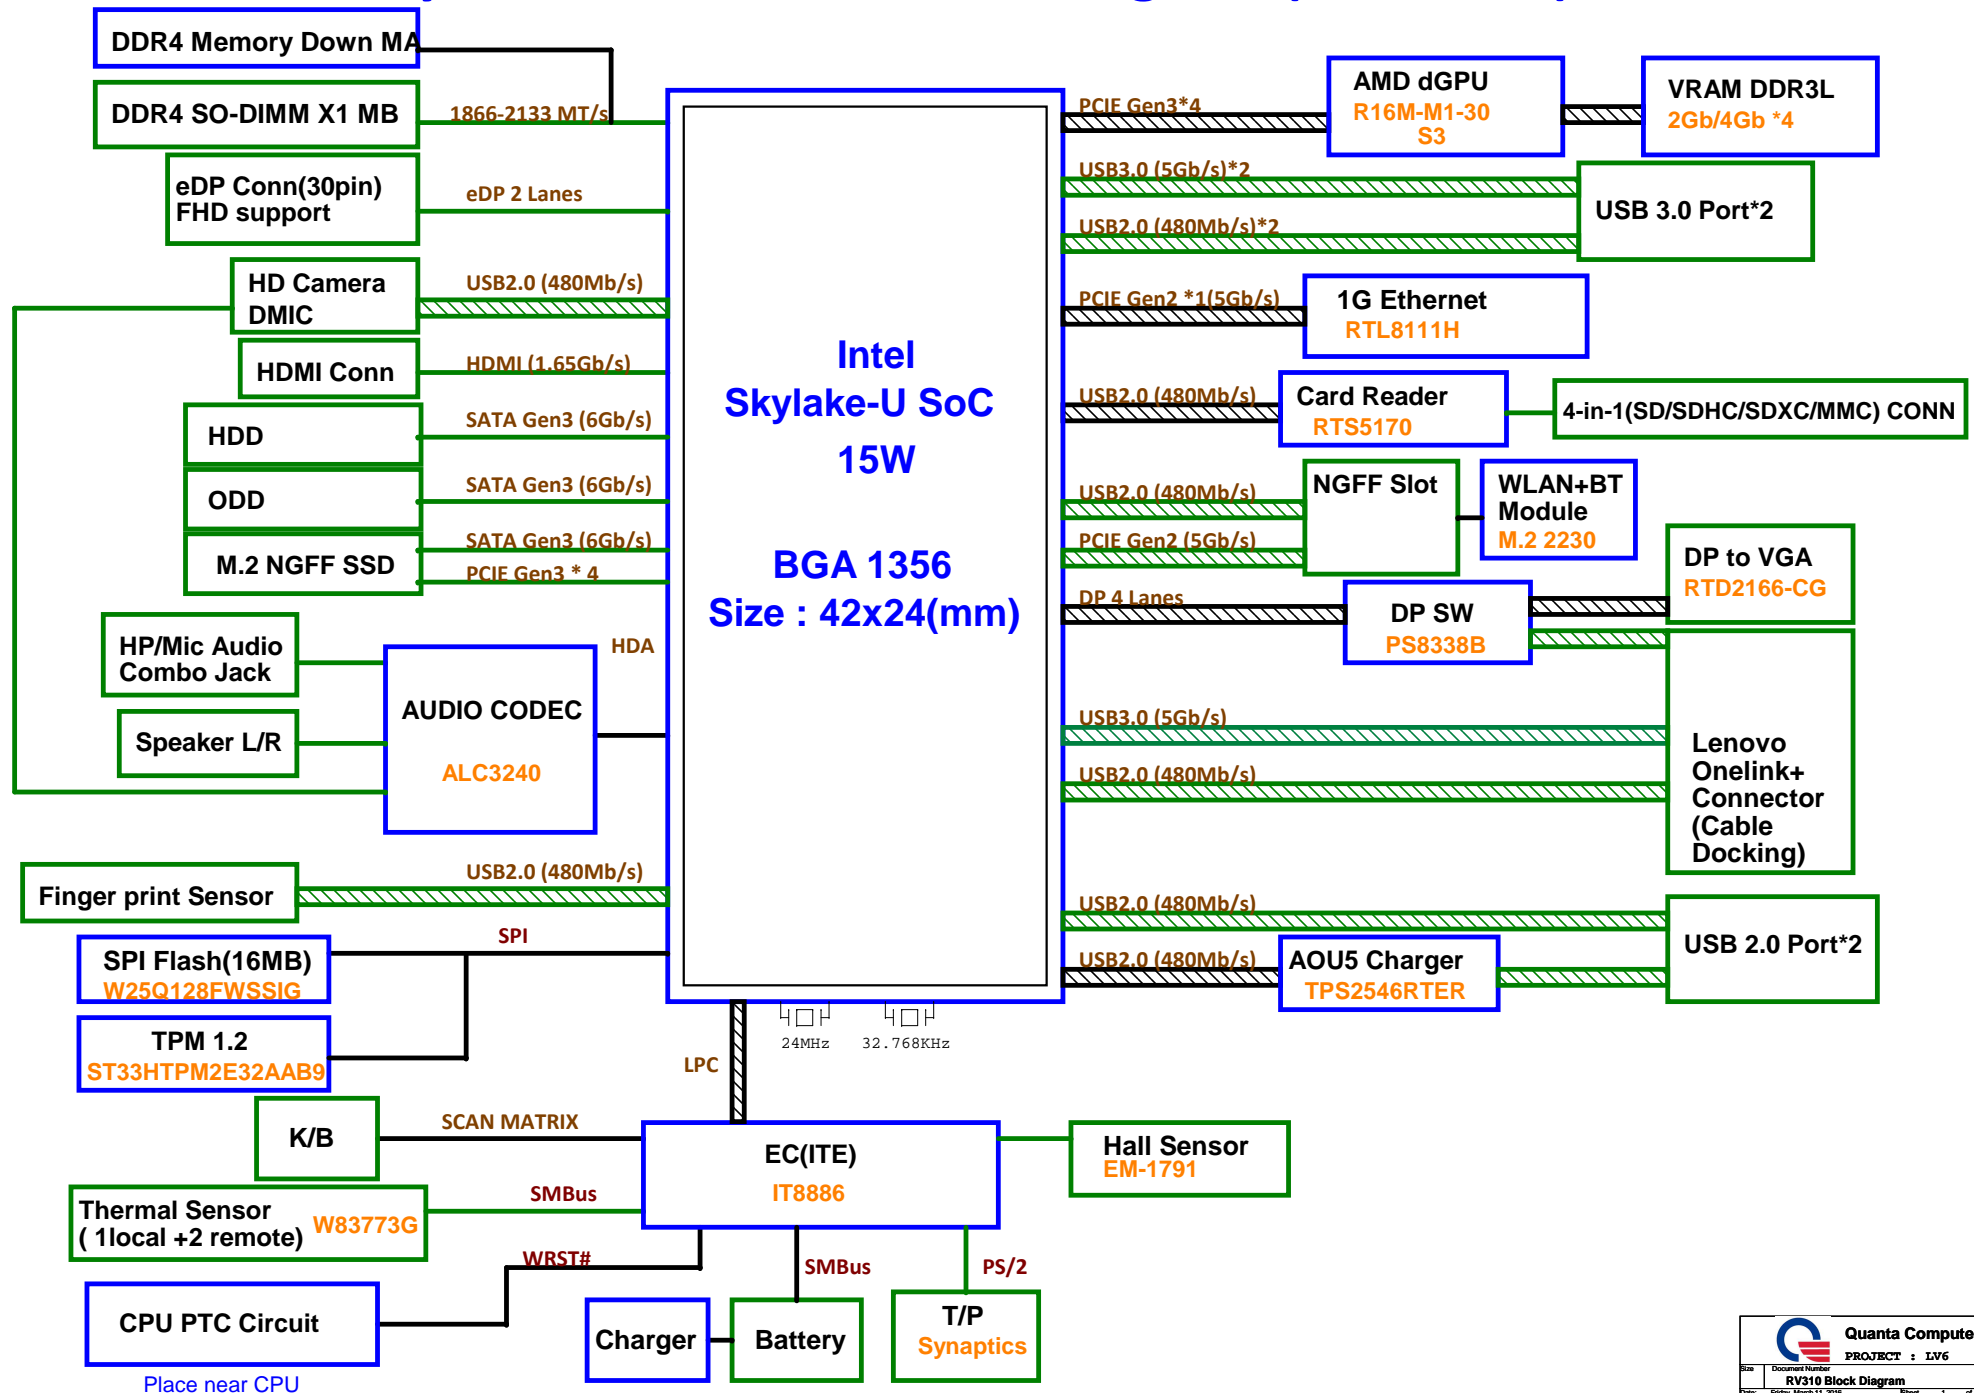 DDR4 Memory Down MA
DDR4 SO-DIMM X1 MB
1866-2133 MT/s
eDP Conn(30pin)
FHD support
eDP 2 Lanes
HD Camera
DMIC
USB2.0 (480Mb/s)
HDMI Conn
HDMI (1.65Gb/s)
HDD
SATA Gen3 (6Gb/s)
ODD
SATA Gen3 (6Gb/s)
M.2 NGFF SSD
SATA Gen3 (6Gb/s)
PCIE Gen3 * 4
HP/Mic Audio
Combo Jack
Speaker L/R
AUDIO CODEC
ALC3240
HDA
Finger print Sensor
USB2.0 (480Mb/s)
SPI Flash(16MB)
W25Q128FWSSIG
SPI
TPM 1.2
ST33HTPM2E32AAB9
K/B
SCAN MATRIX
Thermal Sensor
( 1local +2 remote)
W83773G
SMBus
CPU PTC Circuit
WRST#
Place near CPU
Intel
Skylake-U SoC
15W
BGA 1356
Size : 42x24(mm)
24MHz
32.768KHz
LPC
EC(ITE)
IT8886
Charger
Battery
SMBus
T/P
Synaptics
PS/2
Hall Sensor
EM-1791
PCIE Gen3*4
AMD dGPU
R16M-M1-30
S3
VRAM DDR3L
2Gb/4Gb *4
USB3.0 (5Gb/s)*2
USB2.0 (480Mb/s)*2
USB 3.0 Port*2
PCIE Gen2 *1(5Gb/s)
1G Ethernet
RTL8111H
USB2.0 (480Mb/s)
Card Reader
RTS5170
4-in-1(SD/SDHC/SDXC/MMC) CONN
USB2.0 (480Mb/s)
PCIE Gen2 (5Gb/s)
NGFF Slot
WLAN+BT
Module
M.2 2230
DP 4 Lanes
DP SW
PS8338B
DP to VGA
RTD2166-CG
USB3.0 (5Gb/s)
USB2.0 (480Mb/s)
Lenovo
Onelink+
Connector
(Cable
Docking)
USB2.0 (480Mb/s)
USB2.0 (480Mb/s)
AOU5 Charger
TPS2546RTER
USB 2.0 Port*2
Quanta Compute
PROJECT : LV6
Size
Document Number
RV310 Block Diagram